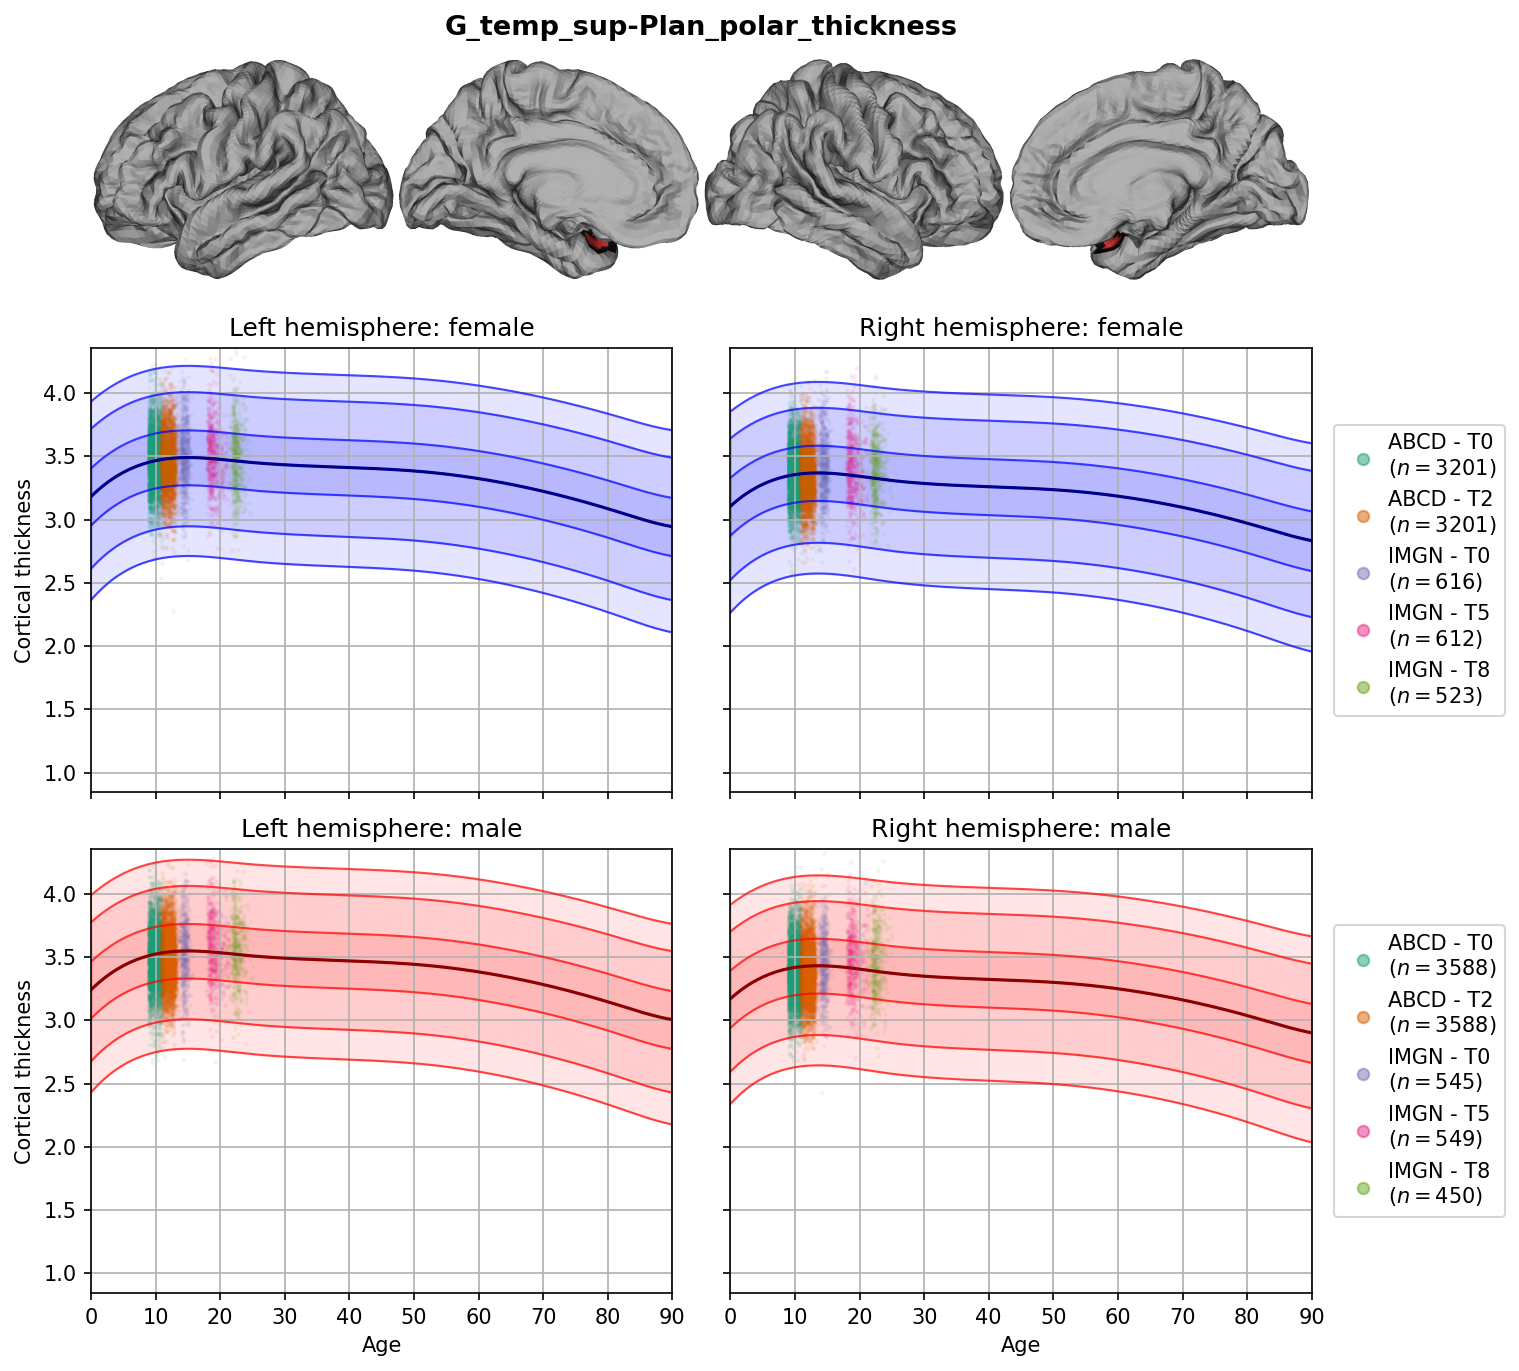 G_temp_sup-Plan_polar_thickness
Left hemisphere: female
Right hemisphere: female
Cortical thickness
4.0
3.5
3.0
2.5
2.0
1.5
1.0
ABCD - T0
(n = 3201)
ABCD - T2
(n = 3201)
IMGN - T0
(n = 616)
IMGN - T5
(n = 612)
IMGN - T8
(n = 523)
Left hemisphere: male
Right hemisphere: male
Cortical thickness
4.0
3.5
3.0
2.5
2.0
1.5
1.0
0 10 20 30 40 50 60 70 80 90
Age
0 10 20 30 40 50 60 70 80 90
Age
ABCD - T0
(n = 3588)
ABCD - T2
(n = 3588)
IMGN - T0
(n = 545)
IMGN - T5
(n = 549)
IMGN - T8
(n = 450)